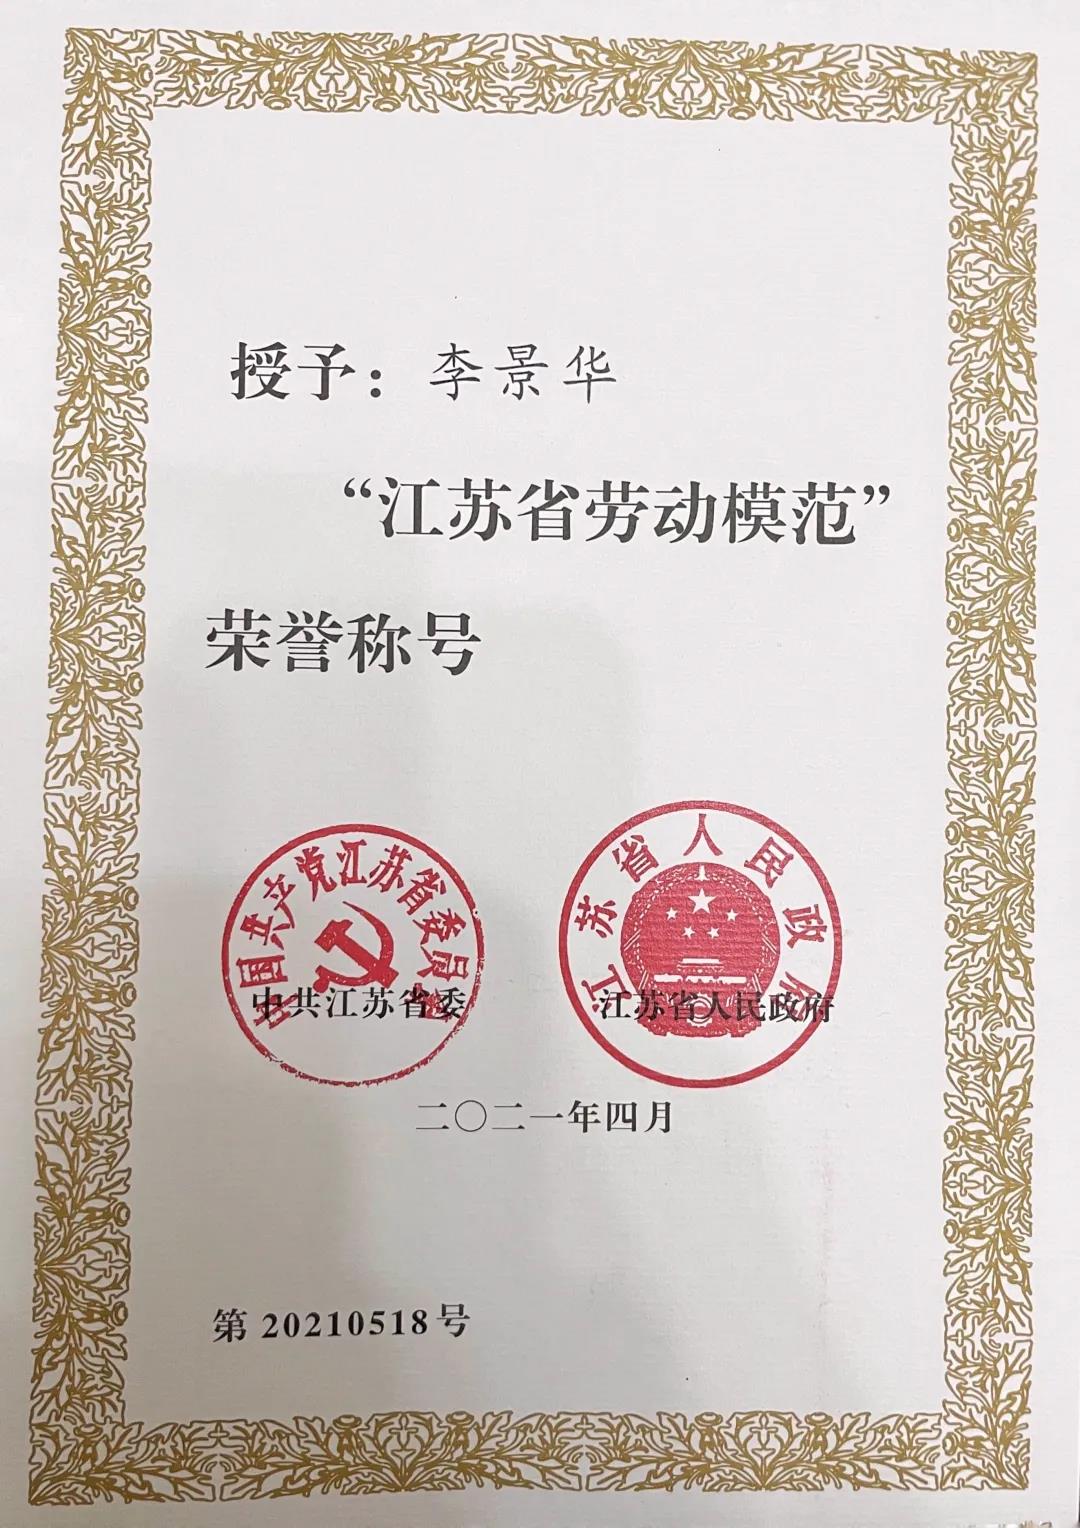 授予：李景华
“江苏省劳动模范”
荣誉称号
中国共产党江苏省委员会
江苏省人民政府
中共江苏省委
江苏省人民政府
二〇二一年四月
第 20210518 号